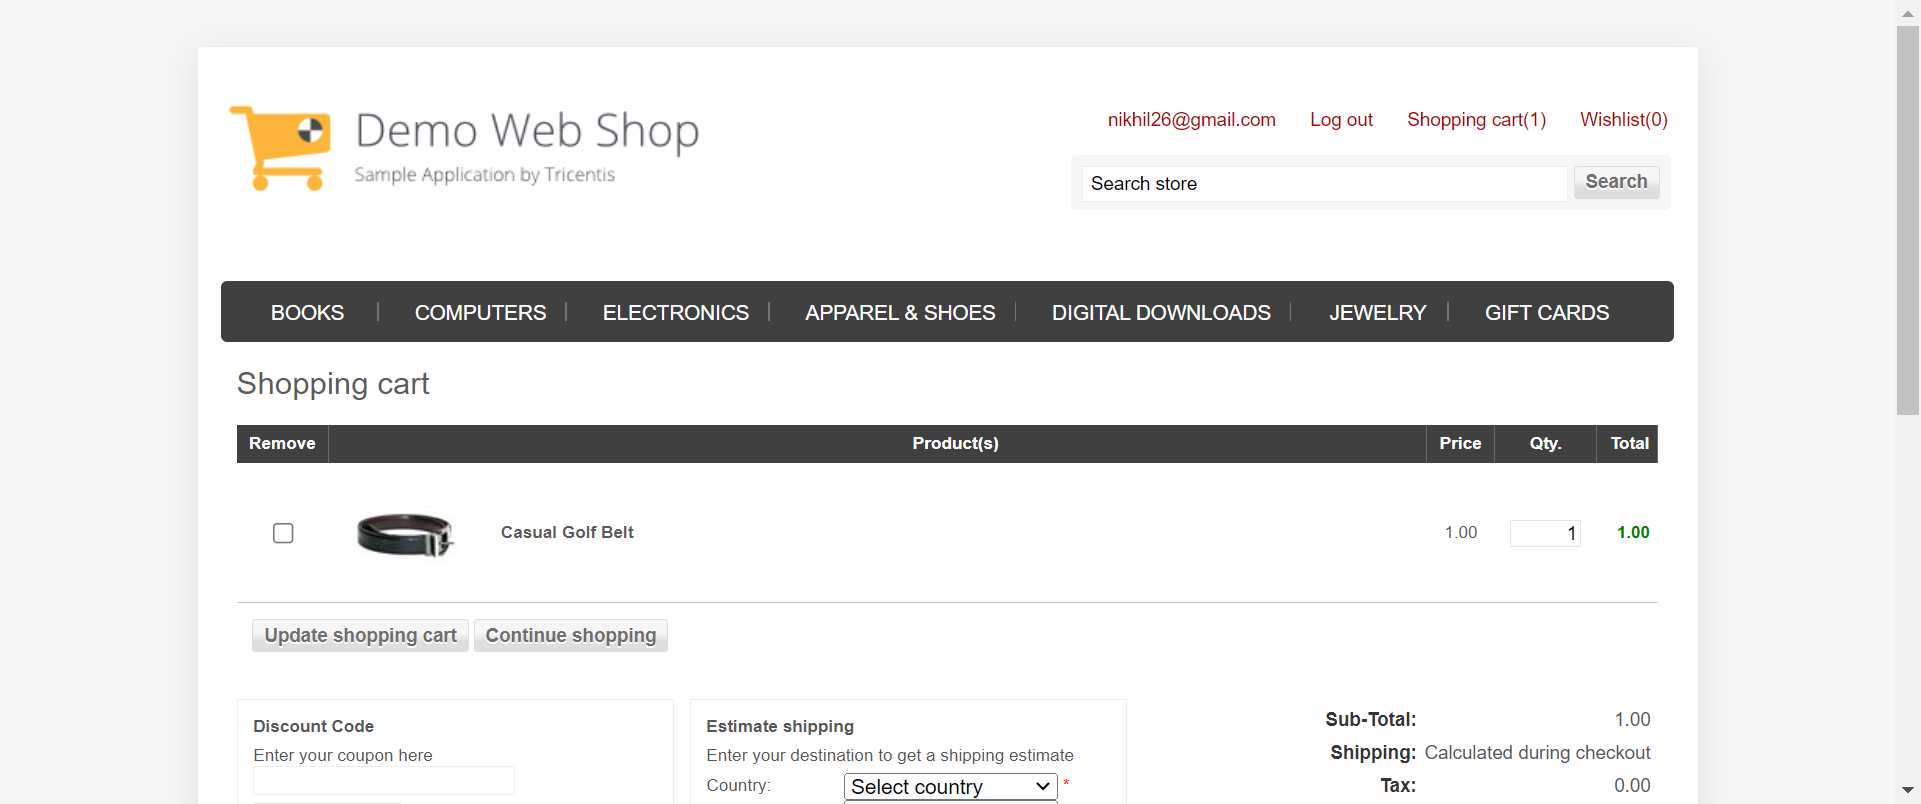 Demo Web Shop
Sample Application by Tricentis
nikhil26@gmail.com Log out Shopping cart(1) Wishlist(0)
Search store Search
BOOKS COMPUTERS ELECTRONICS APPAREL & SHOES DIGITAL DOWNLOADS JEWELRY GIFT CARDS
Shopping cart
Remove Product(s) Price Qty. Total
Casual Golf Belt 1.00 1 1.00
Update shopping cart Continue shopping
Discount Code
Enter your coupon here
Estimate shipping
Enter your destination to get a shipping estimate
Country: Select country *
Sub-Total: 1.00
Shipping: Calculated during checkout
Tax: 0.00